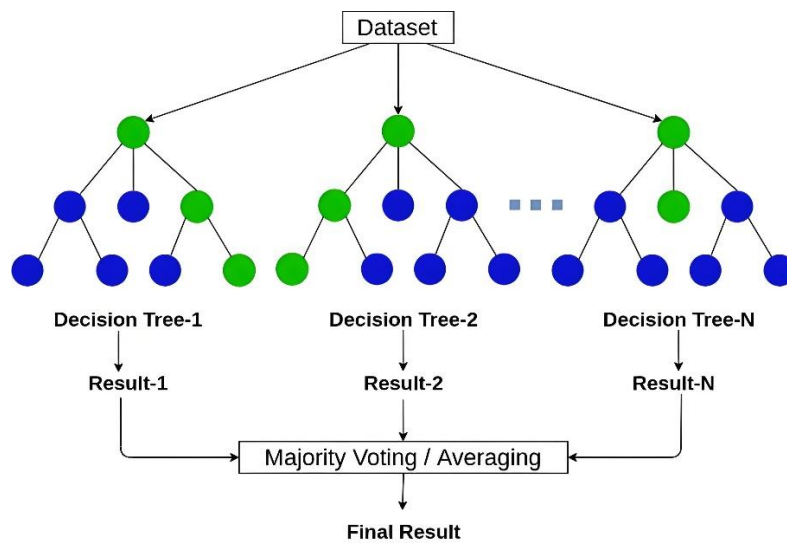 Dataset
Decision Tree-1
Decision Tree-2
Decision Tree-N
Result-1
Result-2
Result-N
Majority Voting / Averaging
Final Result